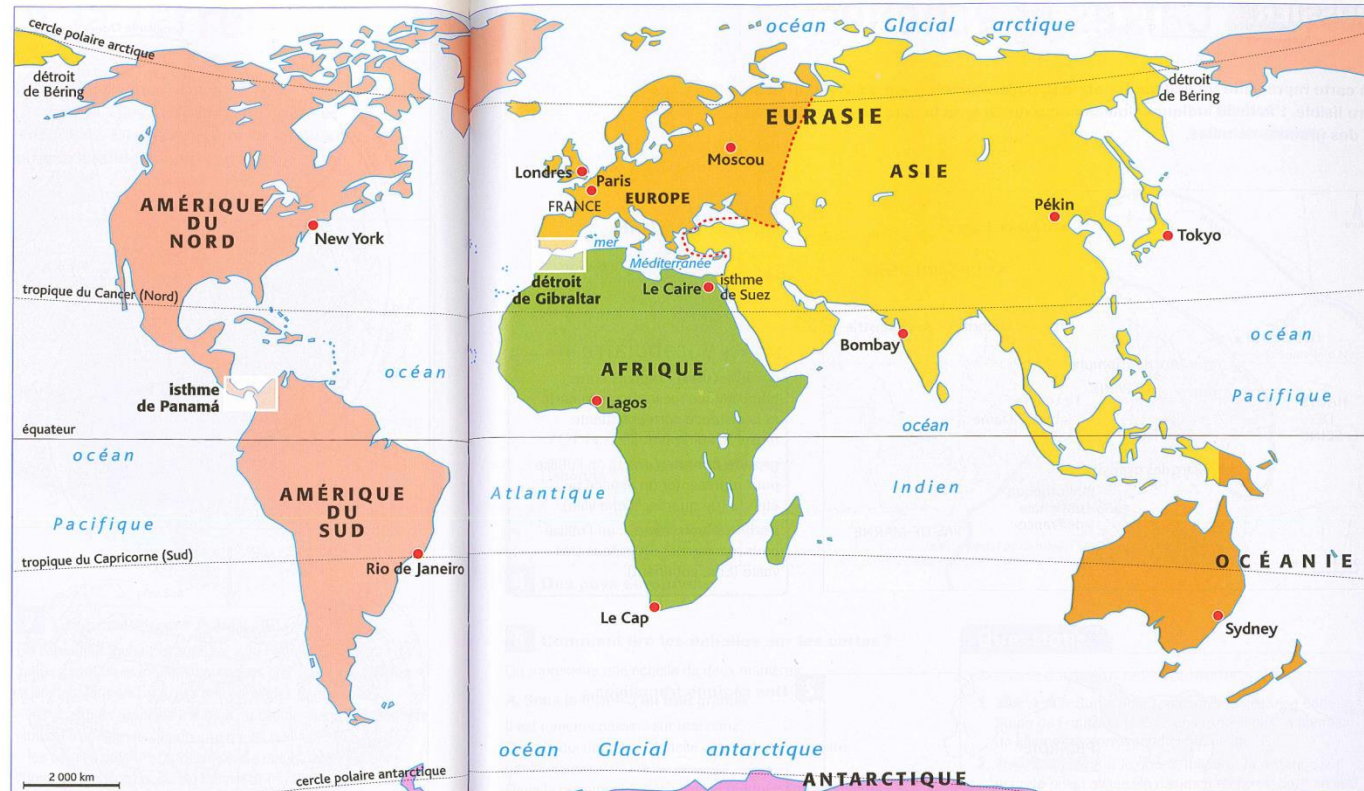 cercle polaire arctique
océan Glacial arctique
détroit
de Béring
détroit
de Béring
EURASIE
Moscou
ASIE
Londres
Paris
FRANCE
EUROPE
AMÉRIQUE
DU
NORD
New York
Pékin
Tokyo
mer
Méditerranée
détroit
de Gibraltar
Le Caire
isthme
de Suez
tropique du Cancer (Nord)
Bombay
océan
Pacifique
AFRIQUE
océan
isthme
de Panamá
Lagos
équateur
océan
Pacifique
océan
Indien
AMÉRIQUE
DU
SUD
Atlantique
tropique du Capricorne (Sud)
Rio de Janeiro
OCÉANIE
Le Cap
Sydney
océan Glacial antarctique
2 000 km
cercle polaire antarctique
ANTARCTIQUE